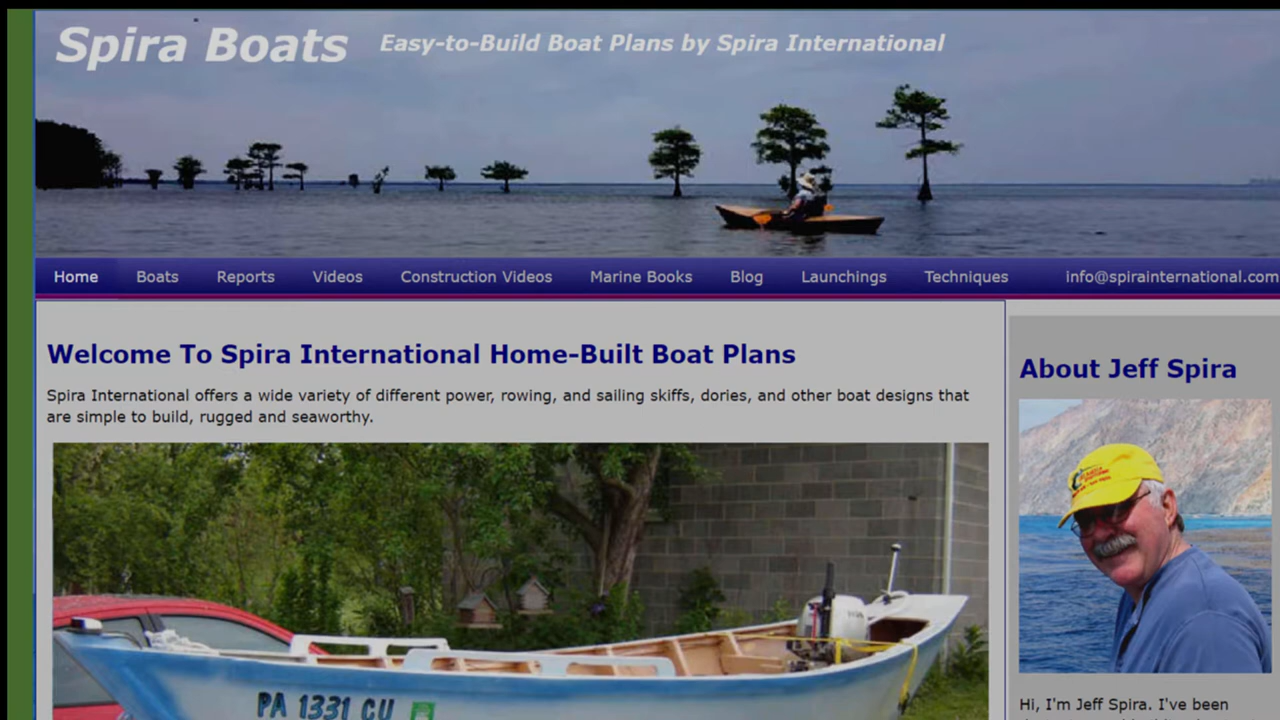 Spira Boats
Easy-to-Build Boat Plans by Spira International
Home Boats Reports Videos Construction Videos Marine Books Blog Launchings Techniques info@spirainternational.com
Welcome To Spira International Home-Built Boat Plans
Spira International offers a wide variety of different power, rowing, and sailing skiffs, dories, and other boat designs that
are simple to build, rugged and seaworthy.
PA 1331 CU
About Jeff Spira
Hi, I'm Jeff Spira. I've been